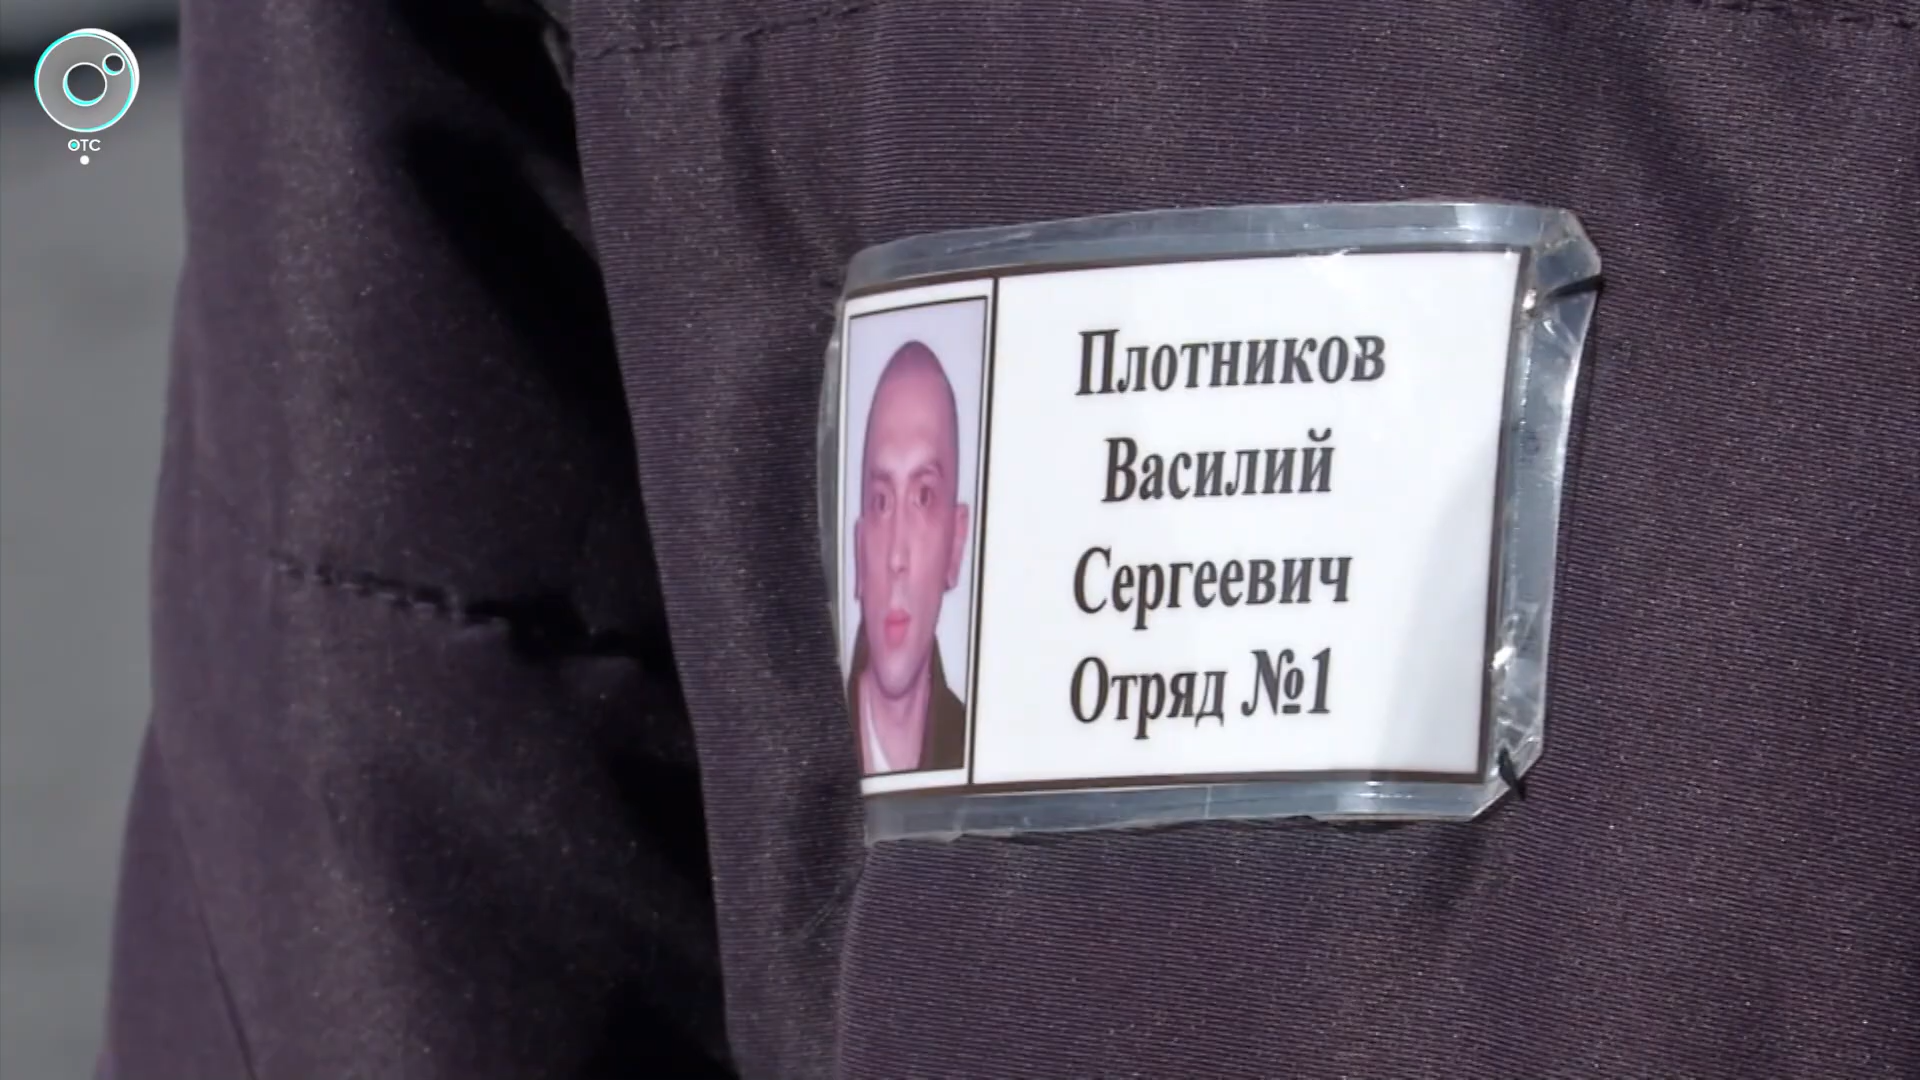 ОТС
Плотников
Василий
Сергеевич
Отряд №1